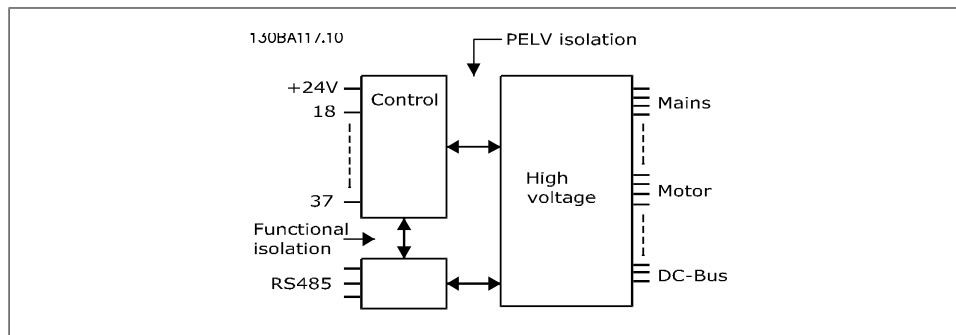 130BA117.10
PELV isolation
+24V
Control
18
37
High
voltage
Mains
Motor
DC-Bus
Functional
isolation
RS485